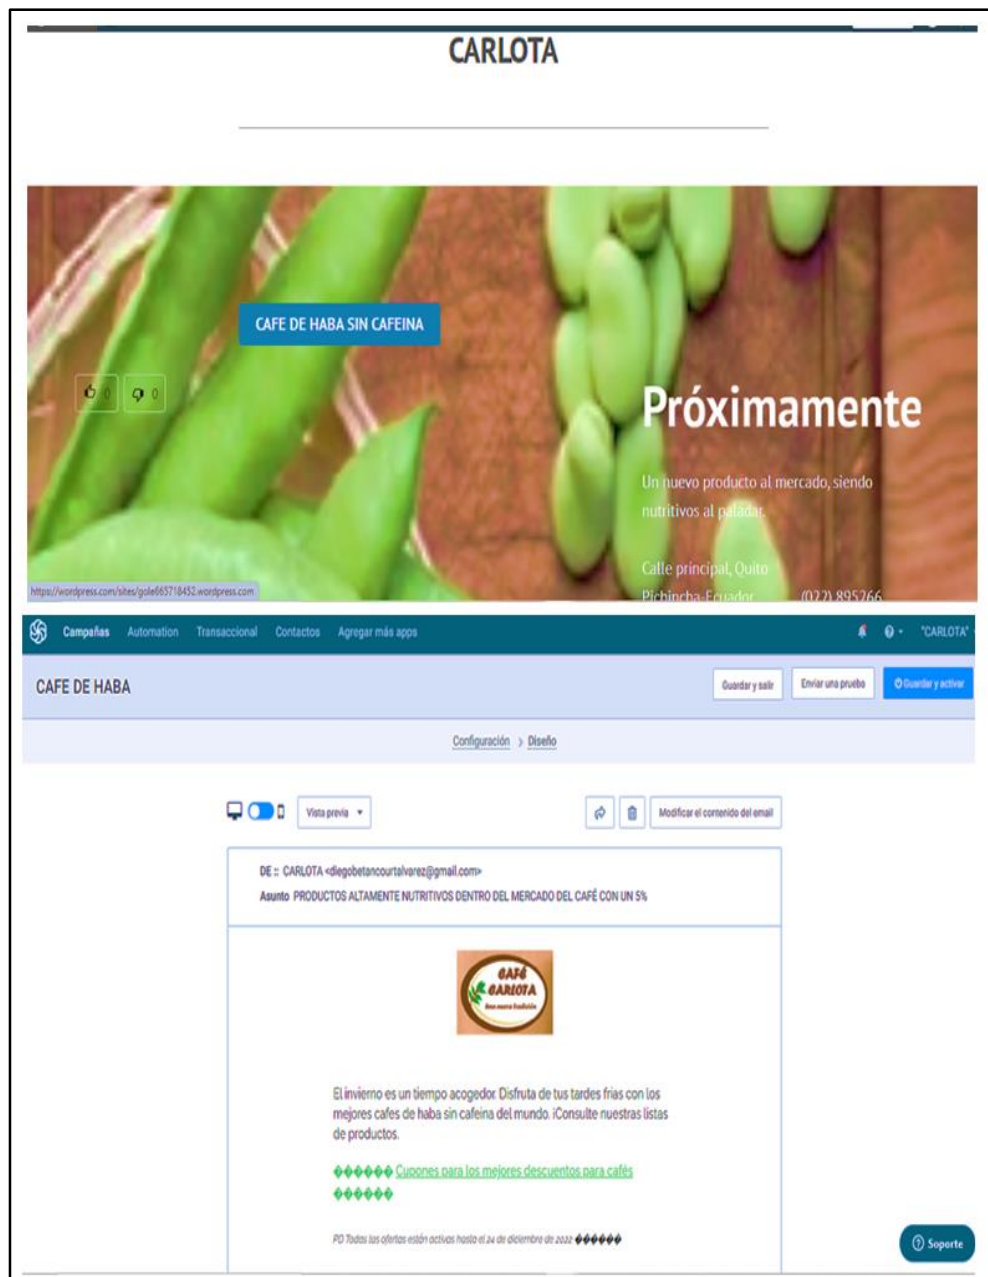 CARLOTA
CAFE DE HABA SIN CAFEINA
0 0
Próximamente
Un nuevo producto al mercado, siendo
nutritivos al paladar.
Calle principal, Quito
Pichincha-Ecuador (022) 895266
https://wordpress.com/sites/gole665718452.wordpress.com
Campañas Automation Transaccional Contactos Agregar más apps "CARLOTA"
CAFE DE HABA Guardar y salir Enviar una prueba Guardar y activar
Configuración > Diseño
Vista previa Modificar el contenido del email
DE :: CARLOTA <diegobetancourtalvarez@gmail.com>
Asunto PRODUCTOS ALTAMENTE NUTRITIVOS DENTRO DEL MERCADO DEL CAFÉ CON UN 5%
CAFÉ
CARLOTA
El invierno es un tiempo acogedor. Disfruta de tus tardes frias con los
mejores cafes de haba sin cafeina del mundo. ¡Consulte nuestras listas
de productos.
������ Cupones para los mejores descuentos para cafés
������
PD Todas las ofertas están activas hasta el 24 de diciembre de 2022 ������
Soporte